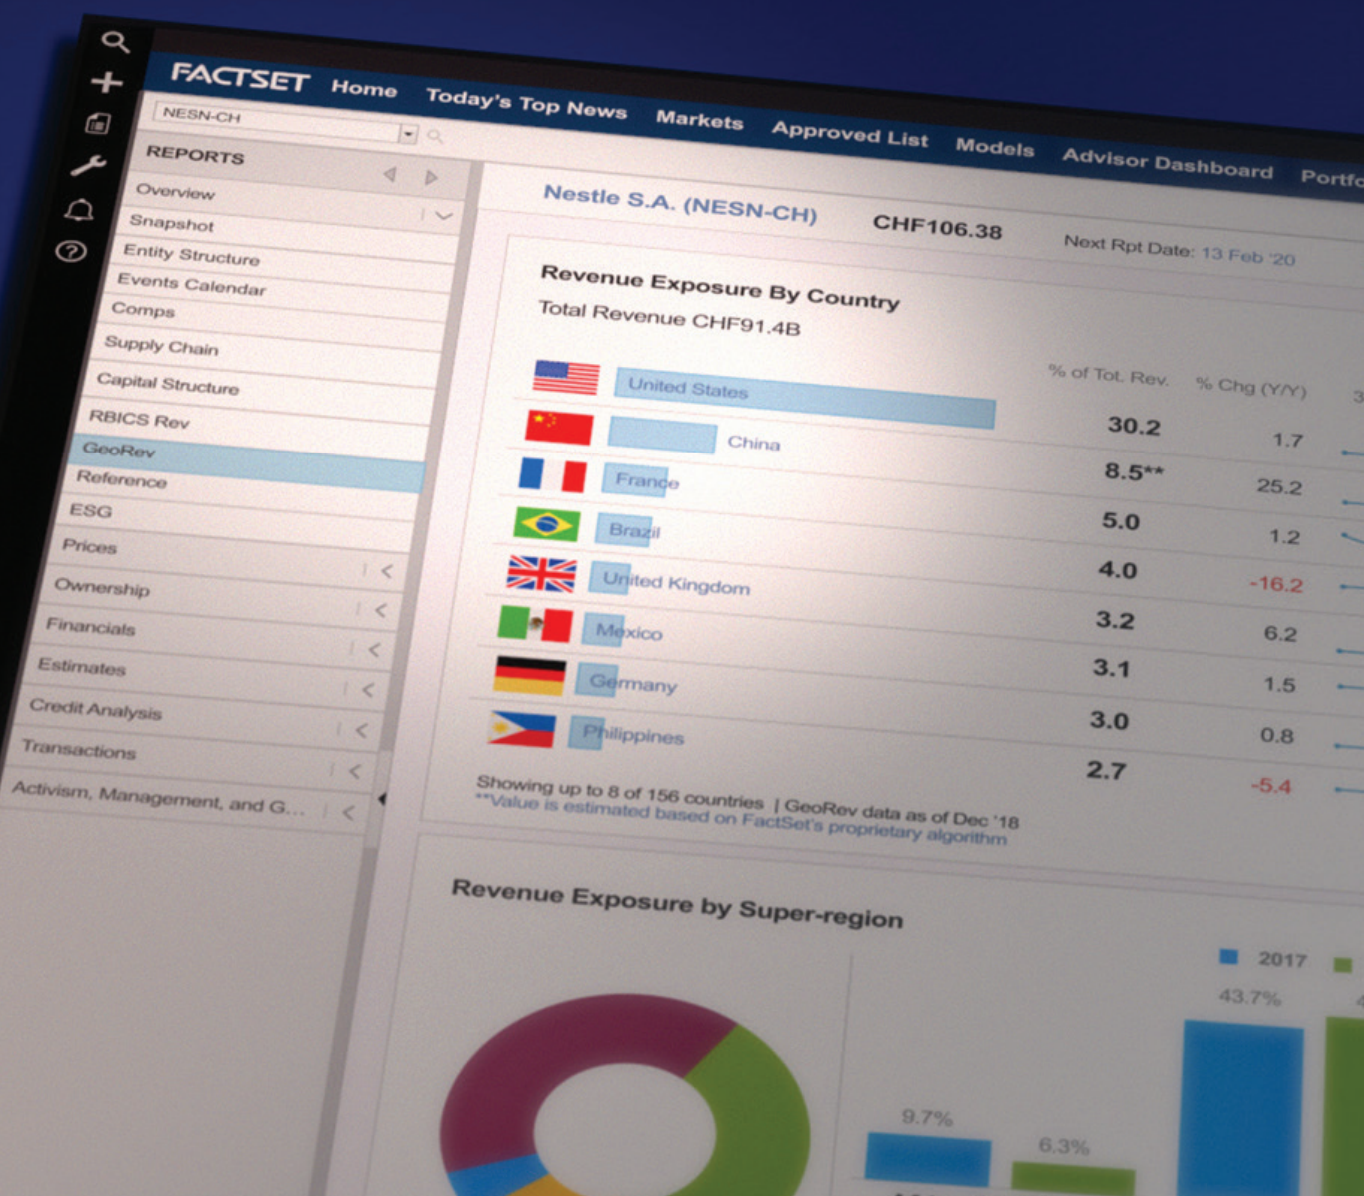 FACTSET Home Today's Top News Markets Approved List Models Advisor Dashboard Portfo
NESN-CH
REPORTS
Overview
Snapshot
Entity Structure
Events Calendar
Comps
Supply Chain
Capital Structure
RBICS Rev
GeoRev
Reference
ESG
Prices
Ownership
Financials
Estimates
Credit Analysis
Transactions
Activism, Management, and G...
Nestle S.A. (NESN-CH) CHF106.38 Next Rpt Date: 13 Feb '20
Revenue Exposure By Country
Total Revenue CHF91.4B
% of Tot. Rev. % Chg (Y/Y) 3
United States 30.2 1.7
China 8.5** 25.2
France 5.0 1.2
Brazil 4.0 -16.2
United Kingdom 3.2 6.2
Mexico 3.1 1.5
Germany 3.0 0.8
Philippines 2.7 -5.4
Showing up to 8 of 156 countries | GeoRev data as of Dec '18
**Value is estimated based on FactSet's proprietary algorithm
Revenue Exposure by Super-region
2017
43.7% 4
9.7%
6.3%